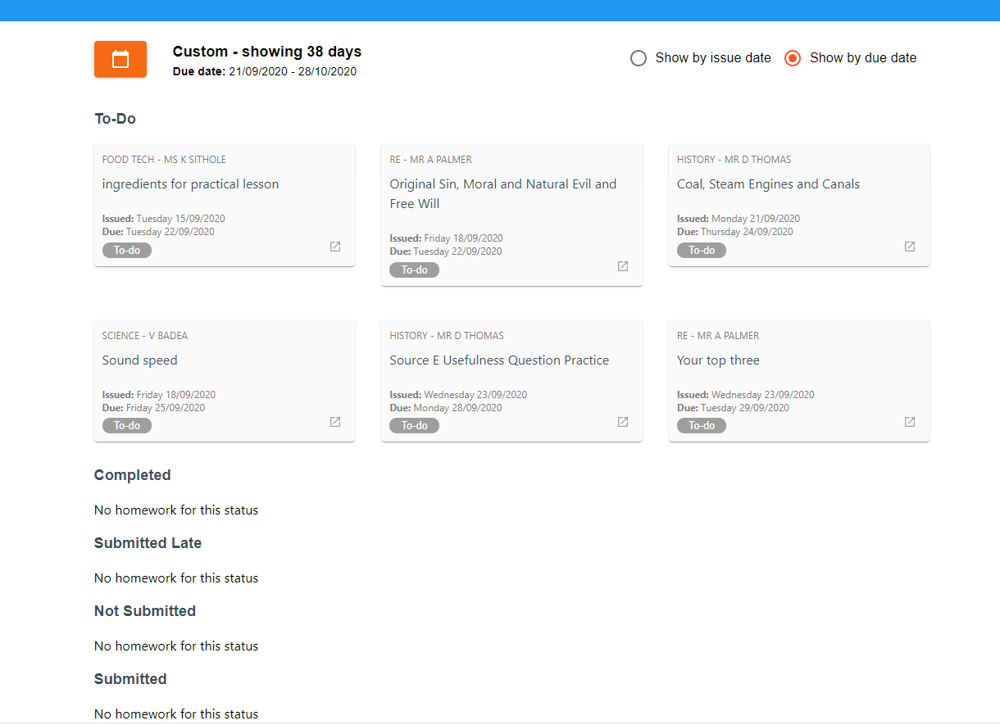 Custom - showing 38 days
Due date: 21/09/2020 - 28/10/2020
Show by issue date
Show by due date
To-Do
FOOD TECH - MS K SITHOLE
ingredients for practical lesson
Issued: Tuesday 15/09/2020
Due: Tuesday 22/09/2020
To-do
RE - MR A PALMER
Original Sin, Moral and Natural Evil and
Free Will
Issued: Friday 18/09/2020
Due: Tuesday 22/09/2020
To-do
HISTORY - MR D THOMAS
Coal, Steam Engines and Canals
Issued: Monday 21/09/2020
Due: Thursday 24/09/2020
To-do
SCIENCE - V BADEA
Sound speed
Issued: Friday 18/09/2020
Due: Friday 25/09/2020
To-do
HISTORY - MR D THOMAS
Source E Usefulness Question Practice
Issued: Wednesday 23/09/2020
Due: Monday 28/09/2020
To-do
RE - MR A PALMER
Your top three
Issued: Wednesday 23/09/2020
Due: Tuesday 29/09/2020
To-do
Completed
No homework for this status
Submitted Late
No homework for this status
Not Submitted
No homework for this status
Submitted
No homework for this status